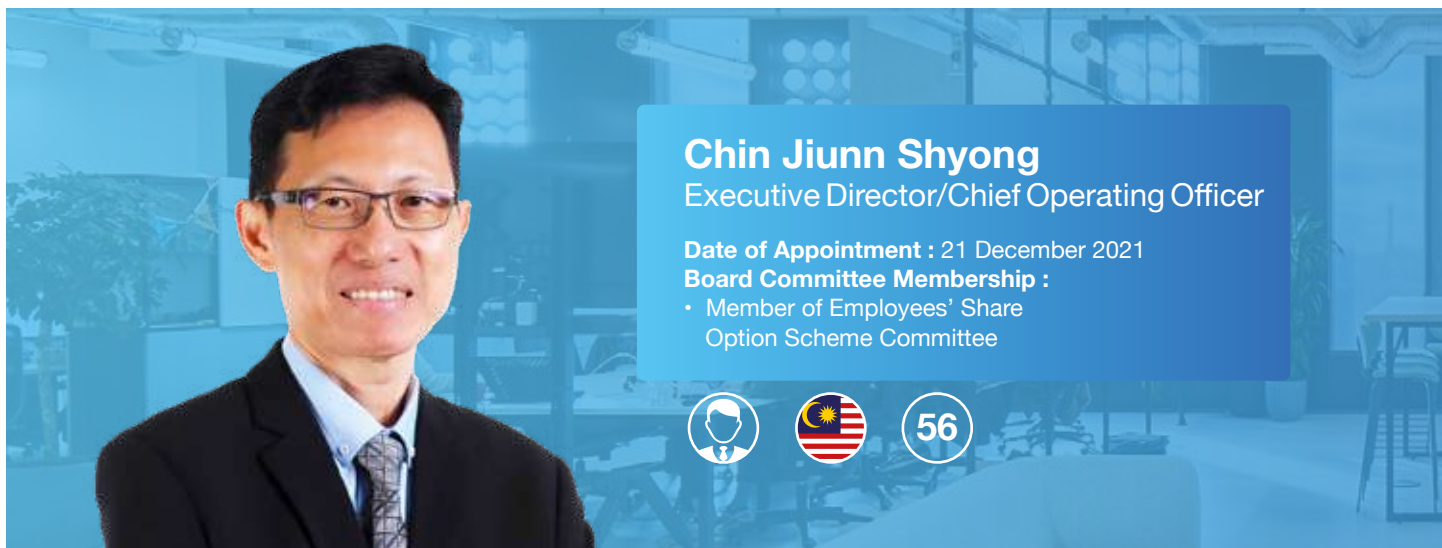 Chin Jiunn Shyong
Executive Director/Chief Operating Officer
Date of Appointment : 21 December 2021
Board Committee Membership :
• Member of Employees’ Share
Option Scheme Committee
56